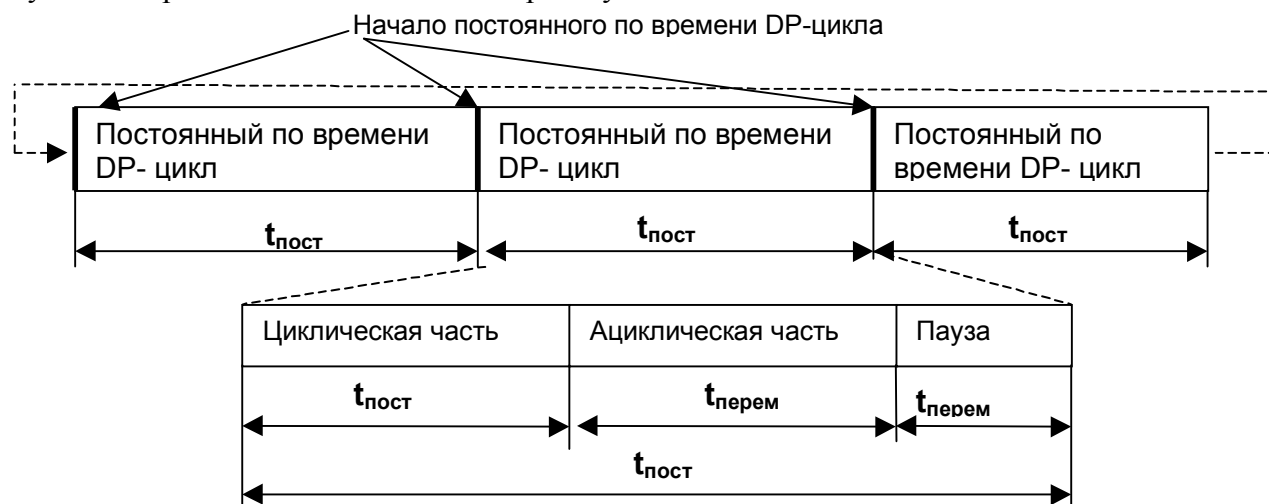 Начало постоянного по времени DP-цикла
Постоянный по времени
DP- цикл
Постоянный по времени
DP- цикл
Постоянный по
времени DP- цикл
tпост
tпост
tпост
Циклическая часть
Ациклическая часть
Пауза
tпост
tперем
tперем
tпост